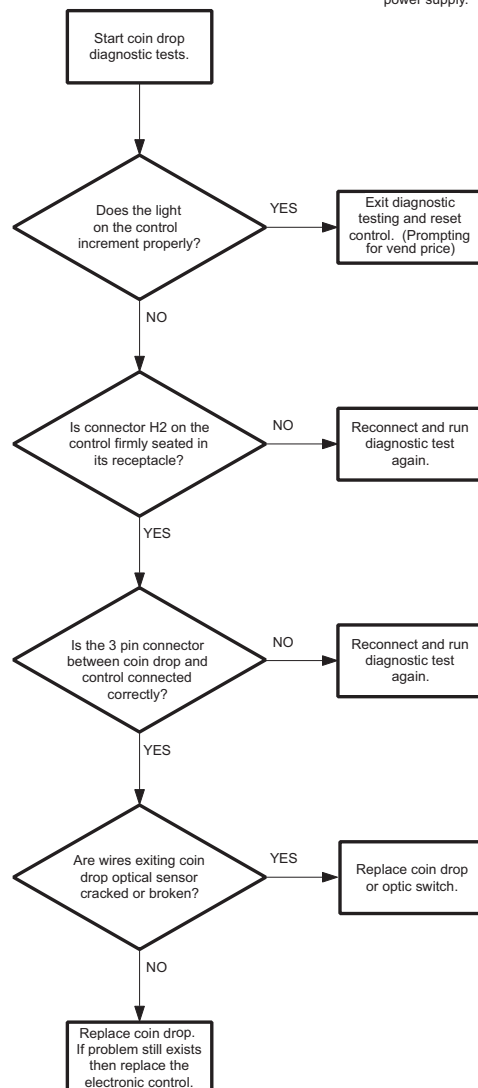 power supply.
Start coin drop
diagnostic tests.
Does the light
on the control
increment properly?
YES
Exit diagnostic
testing and reset
control. (Prompting
for vend price)
NO
Is connector H2 on the
control firmly seated in
its receptacle?
NO
Reconnect and run
diagnostic test
again.
YES
Is the 3 pin connector
between coin drop and
control connected
correctly?
NO
Reconnect and run
diagnostic test
again.
YES
Are wires exiting coin
drop optical sensor
cracked or broken?
YES
Replace coin drop
or optic switch.
NO
Replace coin drop.
If problem still exists
then replace the
electronic control.